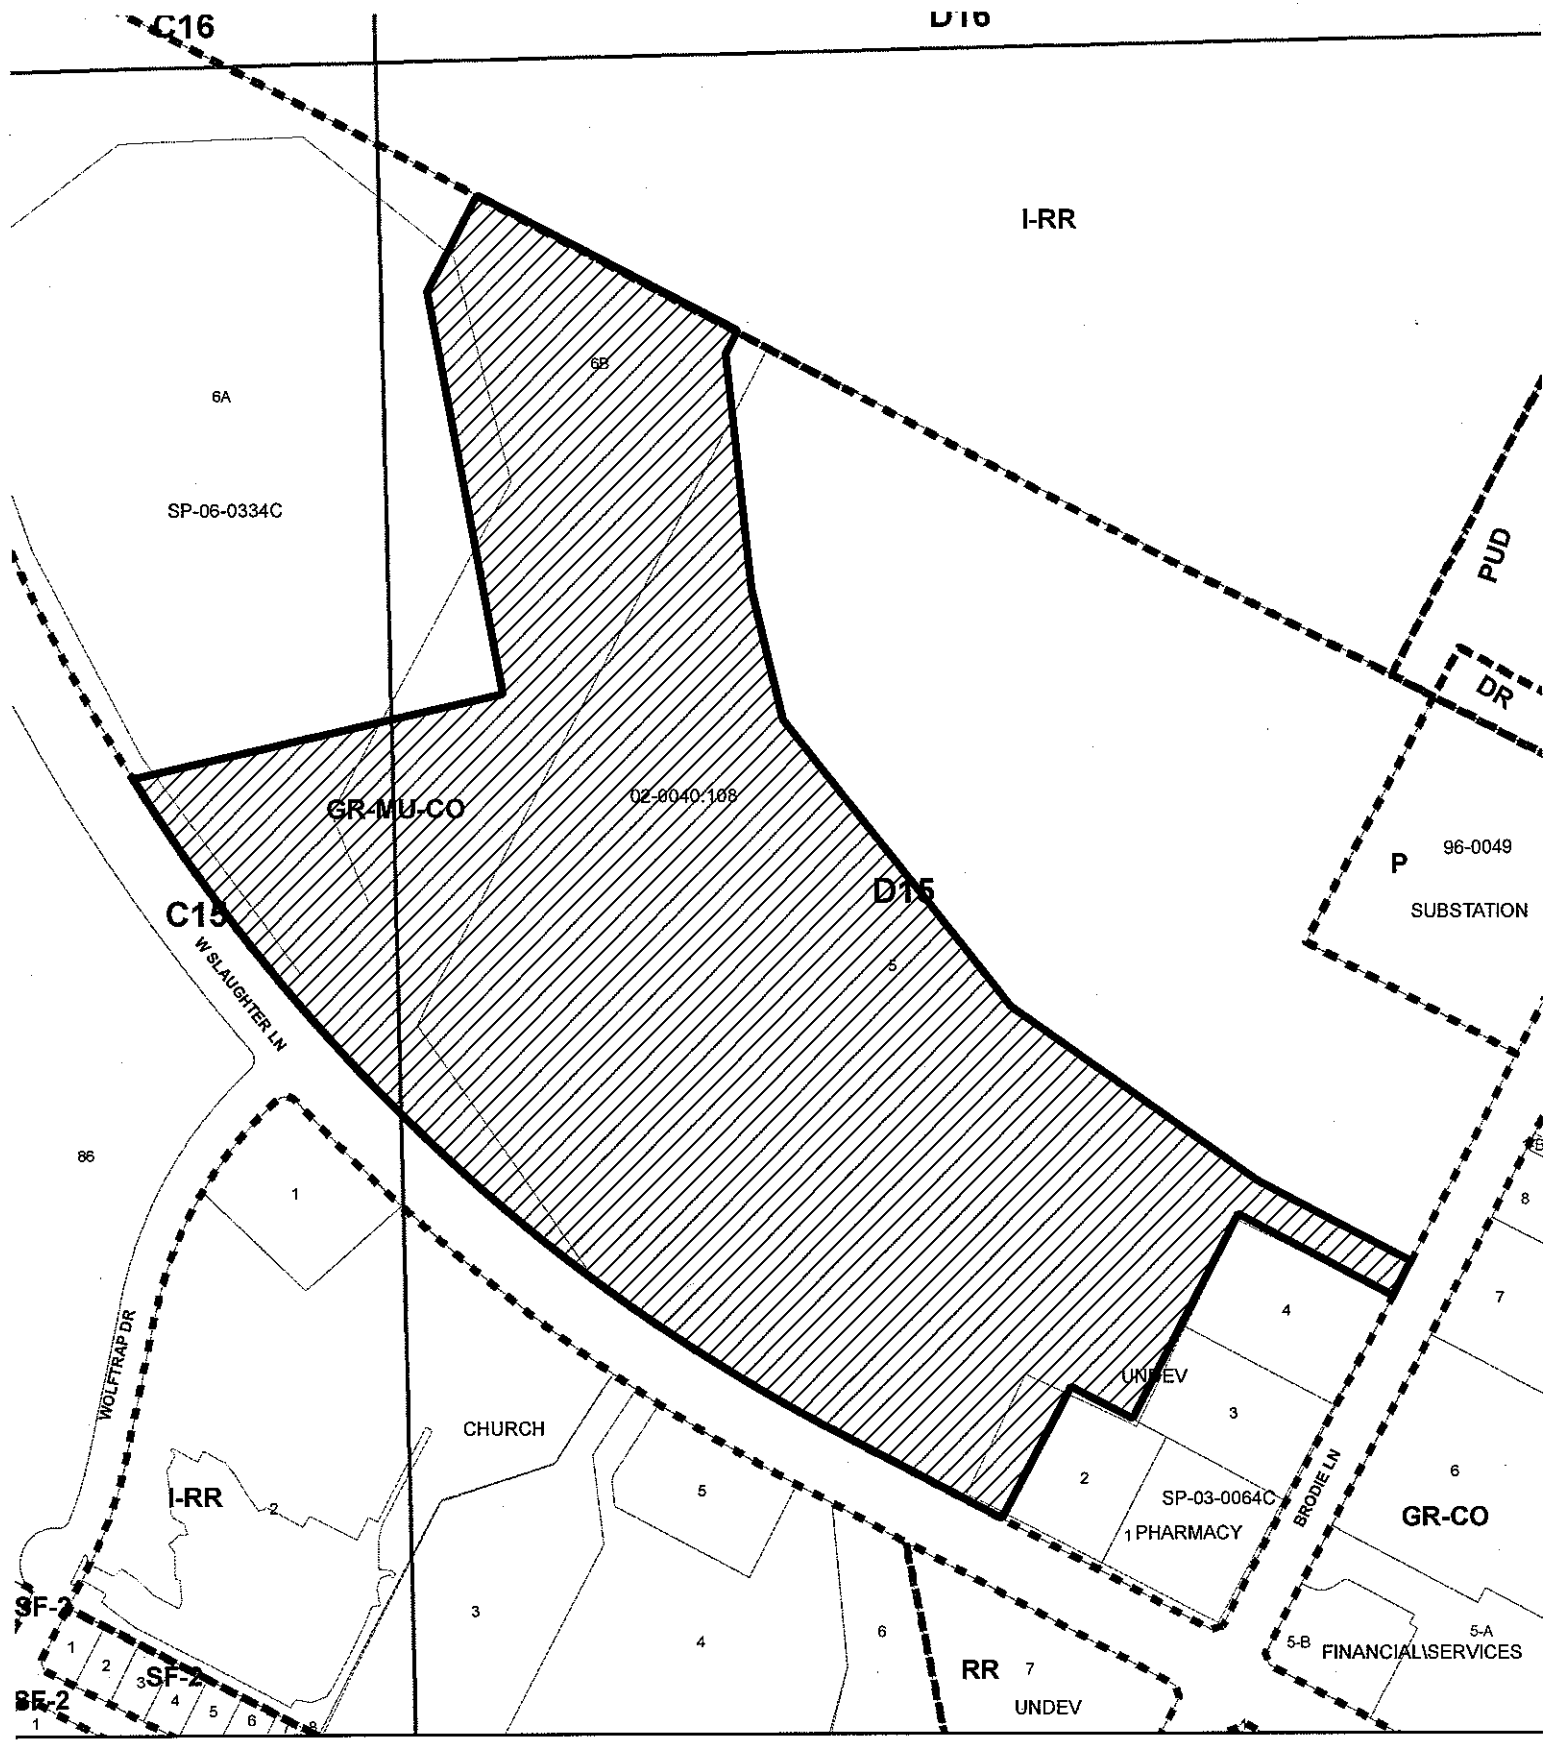 C16
D16
I-RR
6B
6A
SP-06-0334C
PUD
DR
02-0040.108
GR-MU-CO
96-0049
P
D15
SUBSTATION
C15
5
W SLAUGHTER LN
86
1
8
7
4
WOLFTRAP DR
UNDEV
3
CHURCH
2
5
6
SP-03-0064C
BRODIE LN
I-RR
2
GR-CO
1
PHARMACY
SF-2
3
4
6
5-B
5-A
FINANCIAL\SERVICES
1
2
3
SF-2
4
RR
7
UNDEV
SF-2
5
6
8
1